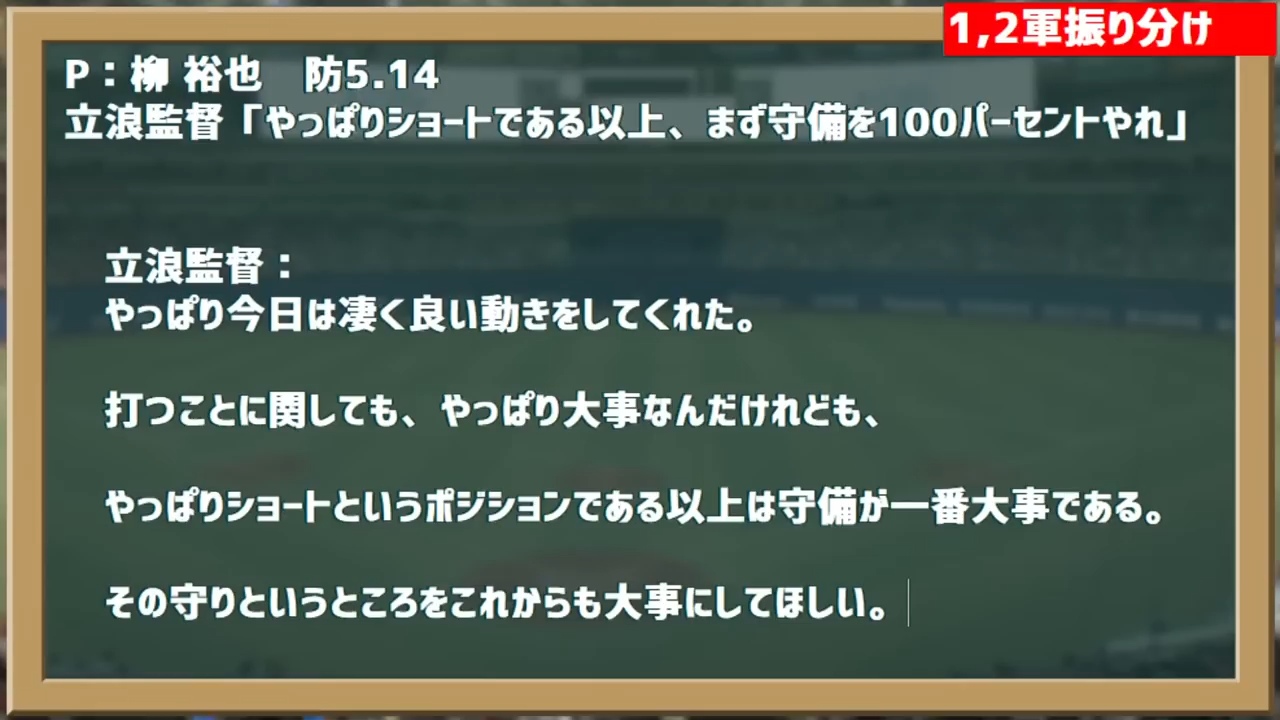 1,2軍振り分け
P：柳 裕也　防5.14
立浪監督「やっぱりショートである以上、まず守備を100パーセントやれ」
立浪監督：
やっぱり今日は凄く良い動きをしてくれた。
打つことに関しても、やっぱり大事なんだけれども、
やっぱりショートというポジションである以上は守備が一番大事である。
その守りというところをこれからも大事にしてほしい。